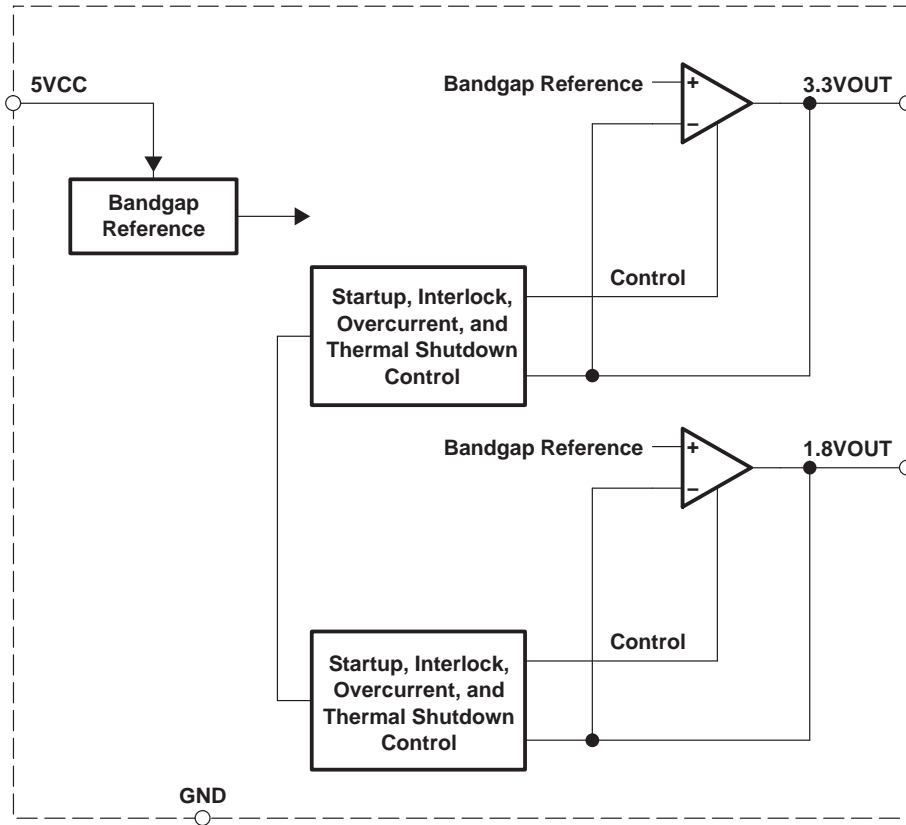 5VCC
Bandgap
Reference
Bandgap Reference
+
−
3.3VOUT
Control
Startup, Interlock,
Overcurrent, and
Thermal Shutdown
Control
Bandgap Reference
+
−
1.8VOUT
Control
Startup, Interlock,
Overcurrent, and
Thermal Shutdown
Control
GND